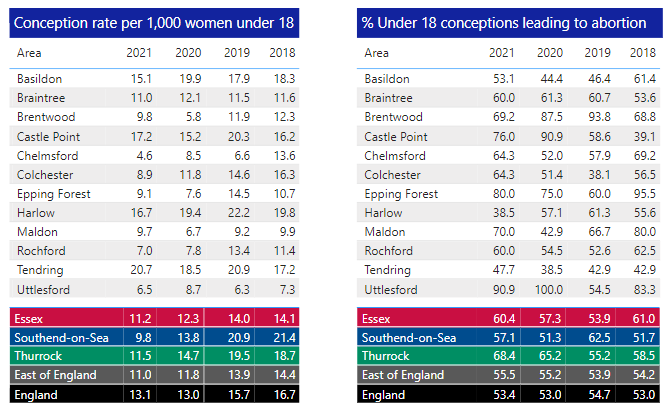 Conception rate per 1,000 women under 18
Area 2021 2020 2019 2018
Basildon 15.1 19.9 17.9 18.3
Braintree 11.0 12.1 11.5 11.6
Brentwood 9.8 5.8 11.9 12.3
Castle Point 17.2 15.2 20.3 16.2
Chelmsford 4.6 8.5 6.6 13.6
Colchester 8.9 11.8 14.6 16.3
Epping Forest 9.1 7.6 14.5 10.7
Harlow 16.7 19.4 22.2 19.8
Maldon 9.7 6.7 9.2 9.9
Rochford 7.0 7.8 13.4 11.4
Tendring 20.7 18.5 20.9 17.2
Uttlesford 6.5 8.7 6.3 7.3
Essex 11.2 12.3 14.0 14.1
Southend-on-Sea 9.8 13.8 20.9 21.4
Thurrock 11.5 14.7 19.5 18.7
East of England 11.0 11.8 13.9 14.4
England 13.1 13.0 15.7 16.7
% Under 18 conceptions leading to abortion
Area 2021 2020 2019 2018
Basildon 53.1 44.4 46.4 61.4
Braintree 60.0 61.3 60.7 53.6
Brentwood 69.2 87.5 93.8 68.8
Castle Point 76.0 90.9 58.6 39.1
Chelmsford 64.3 52.0 57.9 69.2
Colchester 64.3 51.4 38.1 56.5
Epping Forest 80.0 75.0 60.0 95.5
Harlow 38.5 57.1 61.3 55.6
Maldon 70.0 42.9 66.7 80.0
Rochford 60.0 54.5 52.6 62.5
Tendring 47.7 38.5 42.9 42.9
Uttlesford 90.9 100.0 54.5 83.3
Essex 60.4 57.3 53.9 61.0
Southend-on-Sea 57.1 51.3 62.5 51.7
Thurrock 68.4 65.2 55.2 58.5
East of England 55.5 55.2 53.9 54.2
England 53.4 53.0 54.7 53.0